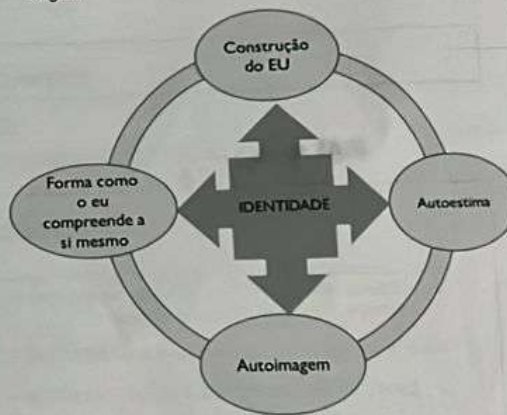 Construção
do EU
Forma como
o eu
compreende a
si mesmo
IDENTIDADE
Autoestima
Autoimagem